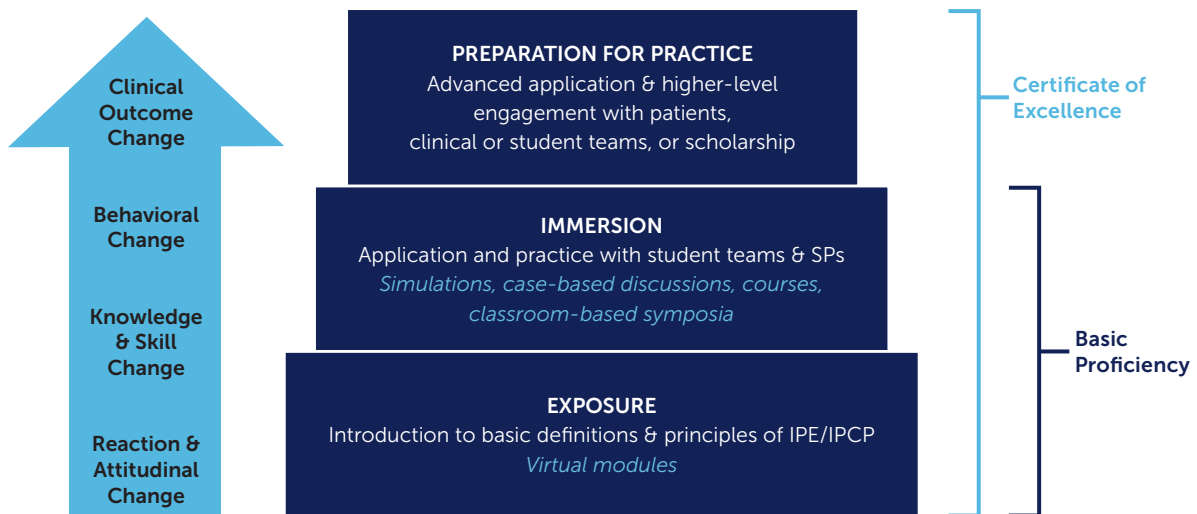 Clinical
Outcome
Change
Behavioral
Change
Knowledge
& Skill
Change
Reaction &
Attitudinal
Change
PREPARATION FOR PRACTICE
Advanced application & higher-level
engagement with patients,
clinical or student teams, or scholarship
IMMERSION
Application and practice with student teams & SPs
Simulations, case-based discussions, courses,
classroom-based symposia
EXPOSURE
Introduction to basic definitions & principles of IPE/IPCP
Virtual modules
Certificate of
Excellence
Basic
Proficiency